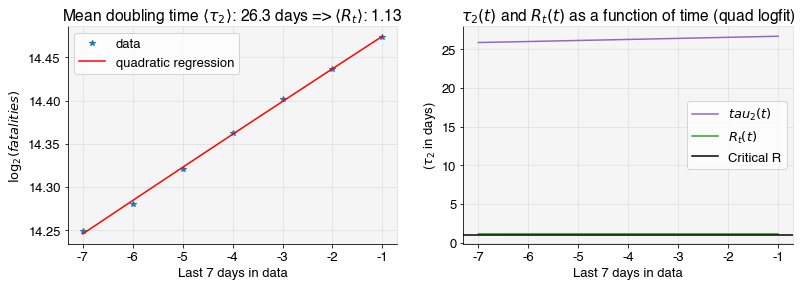 Mean doubling time ⟨τ₂⟩: 26.3 days => ⟨Rₜ⟩: 1.13
log₂(fatalities)
14.45
14.40
14.35
14.30
14.25
data
quadratic regression
-7 -6 -5 -4 -3 -2 -1
Last 7 days in data
τ₂(t) and Rₜ(t) as a function of time (quad logfit)
(τ₂ in days)
25
20
15
10
5
0
tau₂(t)
Rₜ(t)
Critical R
-7 -6 -5 -4 -3 -2 -1
Last 7 days in data